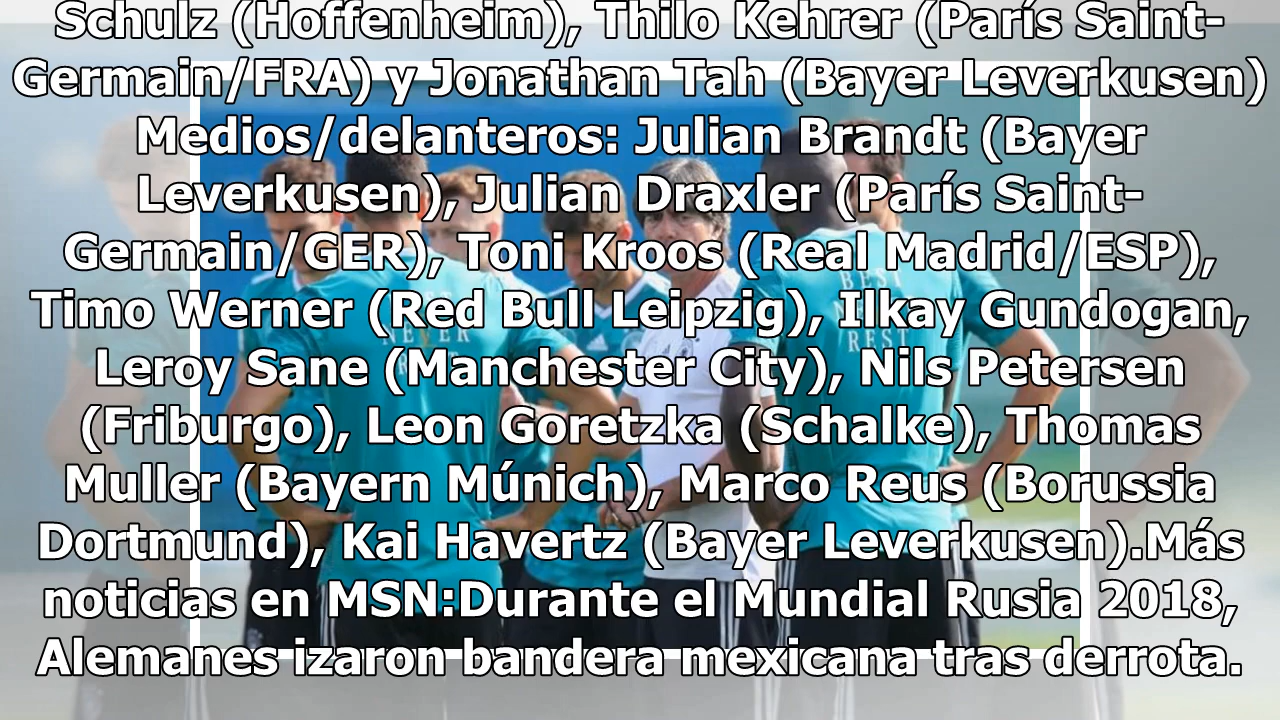 Schulz (Hoffenheim), Thilo Kehrer (París Saint-
Germain/FRA) y Jonathan Tah (Bayer Leverkusen)
Medios/delanteros: Julian Brandt (Bayer
Leverkusen), Julian Draxler (París Saint-
Germain/GER), Toni Kroos (Real Madrid/ESP),
Timo Werner (Red Bull Leipzig), Ilkay Gundogan,
Leroy Sane (Manchester City), Nils Petersen
(Friburgo), Leon Goretzka (Schalke), Thomas
Muller (Bayern Múnich), Marco Reus (Borussia
Dortmund), Kai Havertz (Bayer Leverkusen).Más
noticias en MSN:Durante el Mundial Rusia 2018,
Alemanes izaron bandera mexicana tras derrota.
BEST
NEVER
REST